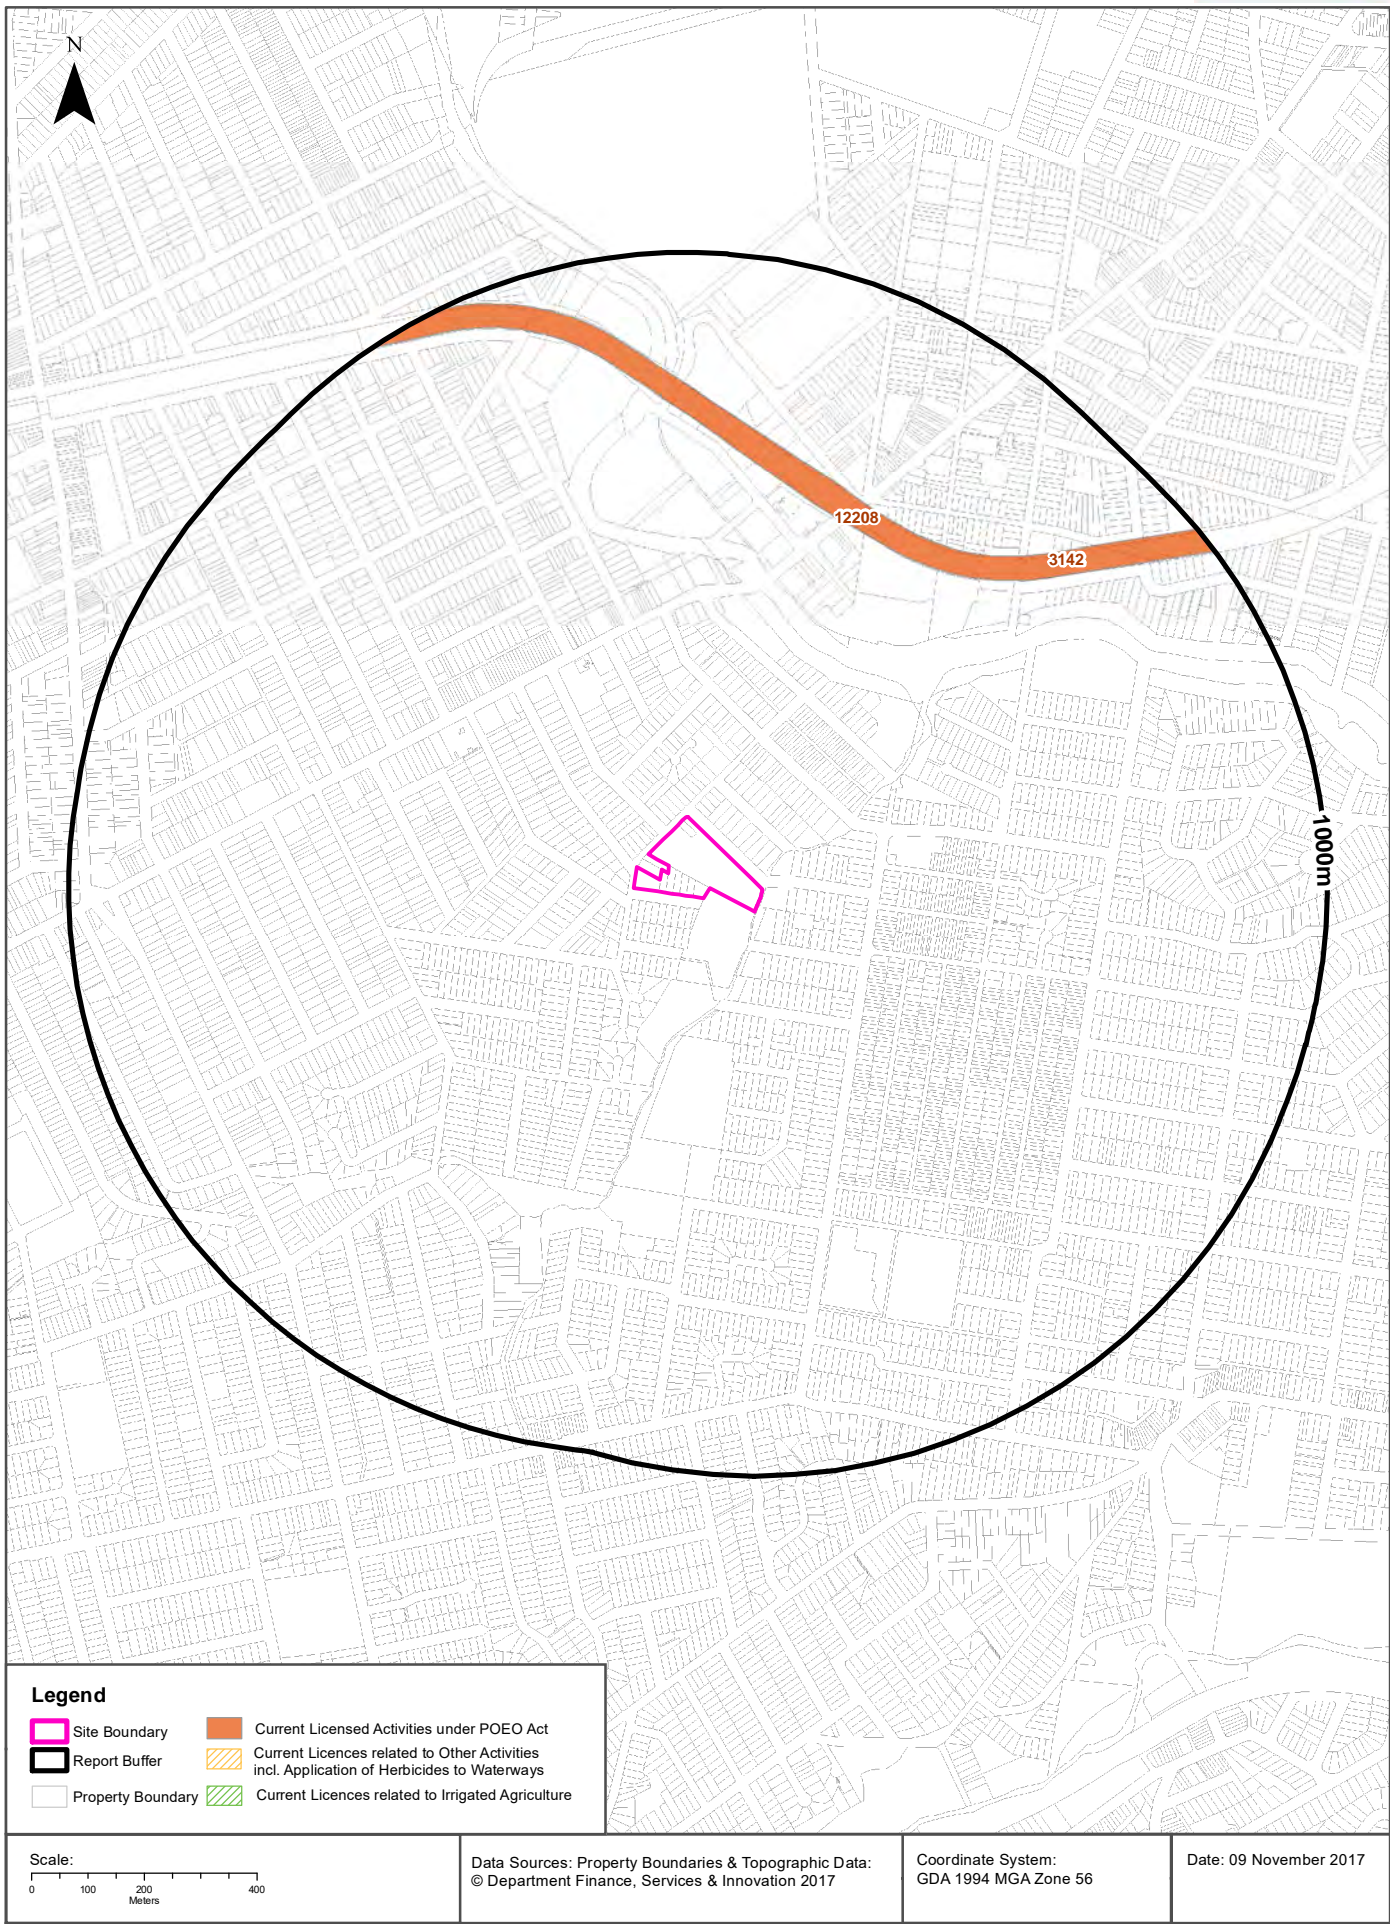 N
12208
3142
1000m
Legend
Site Boundary
Report Buffer
Property Boundary
Current Licensed Activities under POEO Act
Current Licences related to Other Activities
incl. Application of Herbicides to Waterways
Current Licences related to Irrigated Agriculture
Scale:
0 100 200 400
Meters
Data Sources: Property Boundaries & Topographic Data:
© Department Finance, Services & Innovation 2017
Coordinate System:
GDA 1994 MGA Zone 56
Date: 09 November 2017